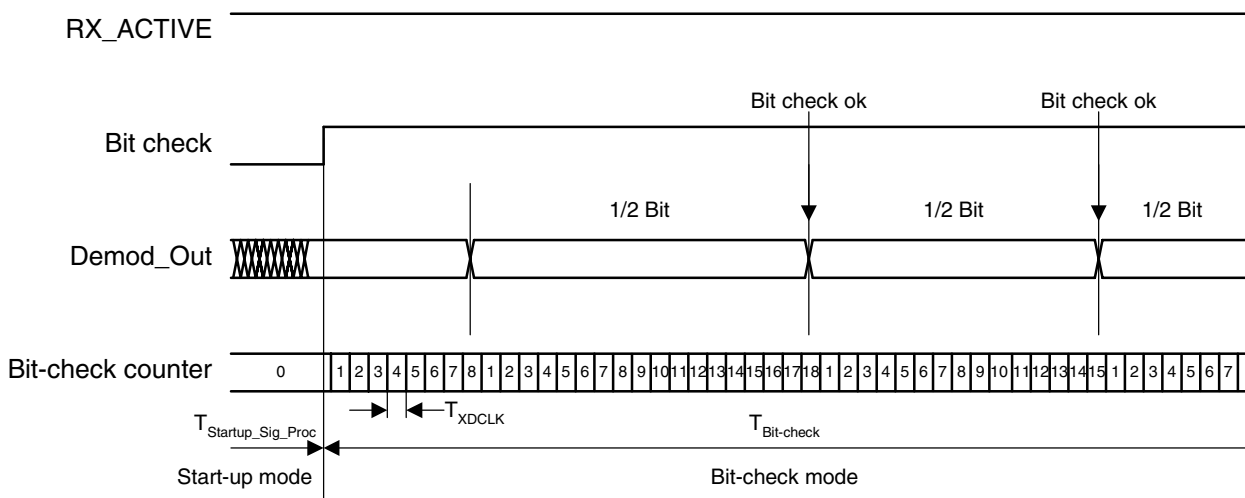 RX_ACTIVE
Bit check ok Bit check ok
Bit check
1/2 Bit 1/2 Bit 1/2 Bit
Demod_Out
Bit-check counter 0 1 2 3 4 5 6 7 8 1 2 3 4 5 6 7 8 9 10 11 12 13 14 15 16 17 18 1 2 3 4 5 6 7 8 9 10 11 12 13 14 15 1 2 3 4 5 6 7
TXDCLK
TStartup_Sig_Proc TBit-check
Start-up mode Bit-check mode